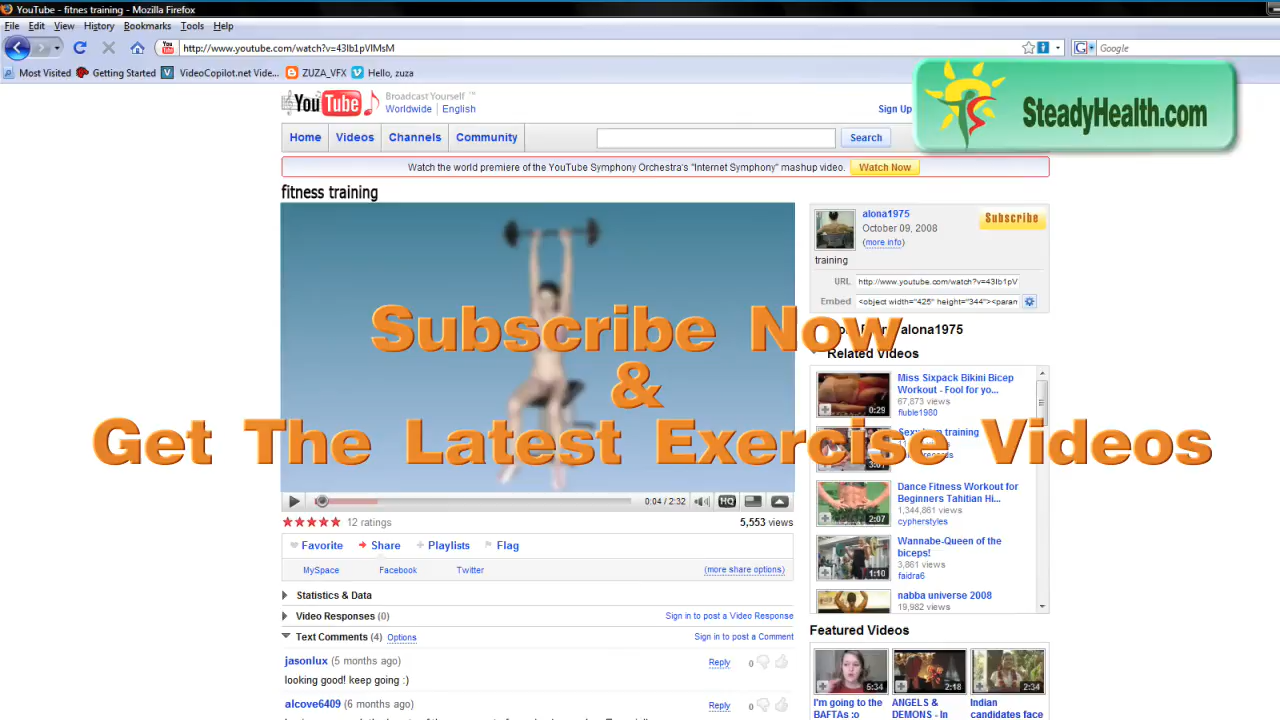 YouTube - fitnes training - Mozilla Firefox
File Edit View History Bookmarks Tools Help
http://www.youtube.com/watch?v=43Ib1pVlMsM
Google
Most Visited Getting Started VideoCopilot.net Vide... ZUZA_VFX Hello, zuza
SteadyHealth.com
YouTube
Broadcast Yourself ™
Worldwide English
Sign Up
Home Videos Channels Community
Search
Watch the world premiere of the YouTube Symphony Orchestra's "Internet Symphony" mashup video. Watch Now
fitness training
alona1975
October 09, 2008
(more info)
Subscribe
training
URL http://www.youtube.com/watch?v=43Ib1pV
Embed <object width="425" height="344"><param
Subscribe Now
&
Get The Latest Exercise Videos
alona1975
Related Videos
Miss Sixpack Bikini Bicep
Workout - Fool for yo...
67,873 views
fluble1980
0:29
training
Dance Fitness Workout for
Beginners Tahitian Hi...
1,344,861 views
cypherstyles
2:07
Wannabe-Queen of the
biceps!
3,861 views
faidra6
1:10
nabba universe 2008
19,982 views
0:04 / 2:32 HQ
12 ratings
5,553 views
Favorite Share Playlists Flag
MySpace Facebook Twitter (more share options)
Statistics & Data
Video Responses (0) Sign in to post a Video Response
Text Comments (4) Options Sign in to post a Comment
jasonlux (5 months ago) Reply 0
looking good! keep going :)
alcove6409 (6 months ago) Reply 0
Featured Videos
5:34 2:18 2:34
I'm going to the
BAFTAs :o
ANGELS &
DEMONS - In
Indian
candidates face